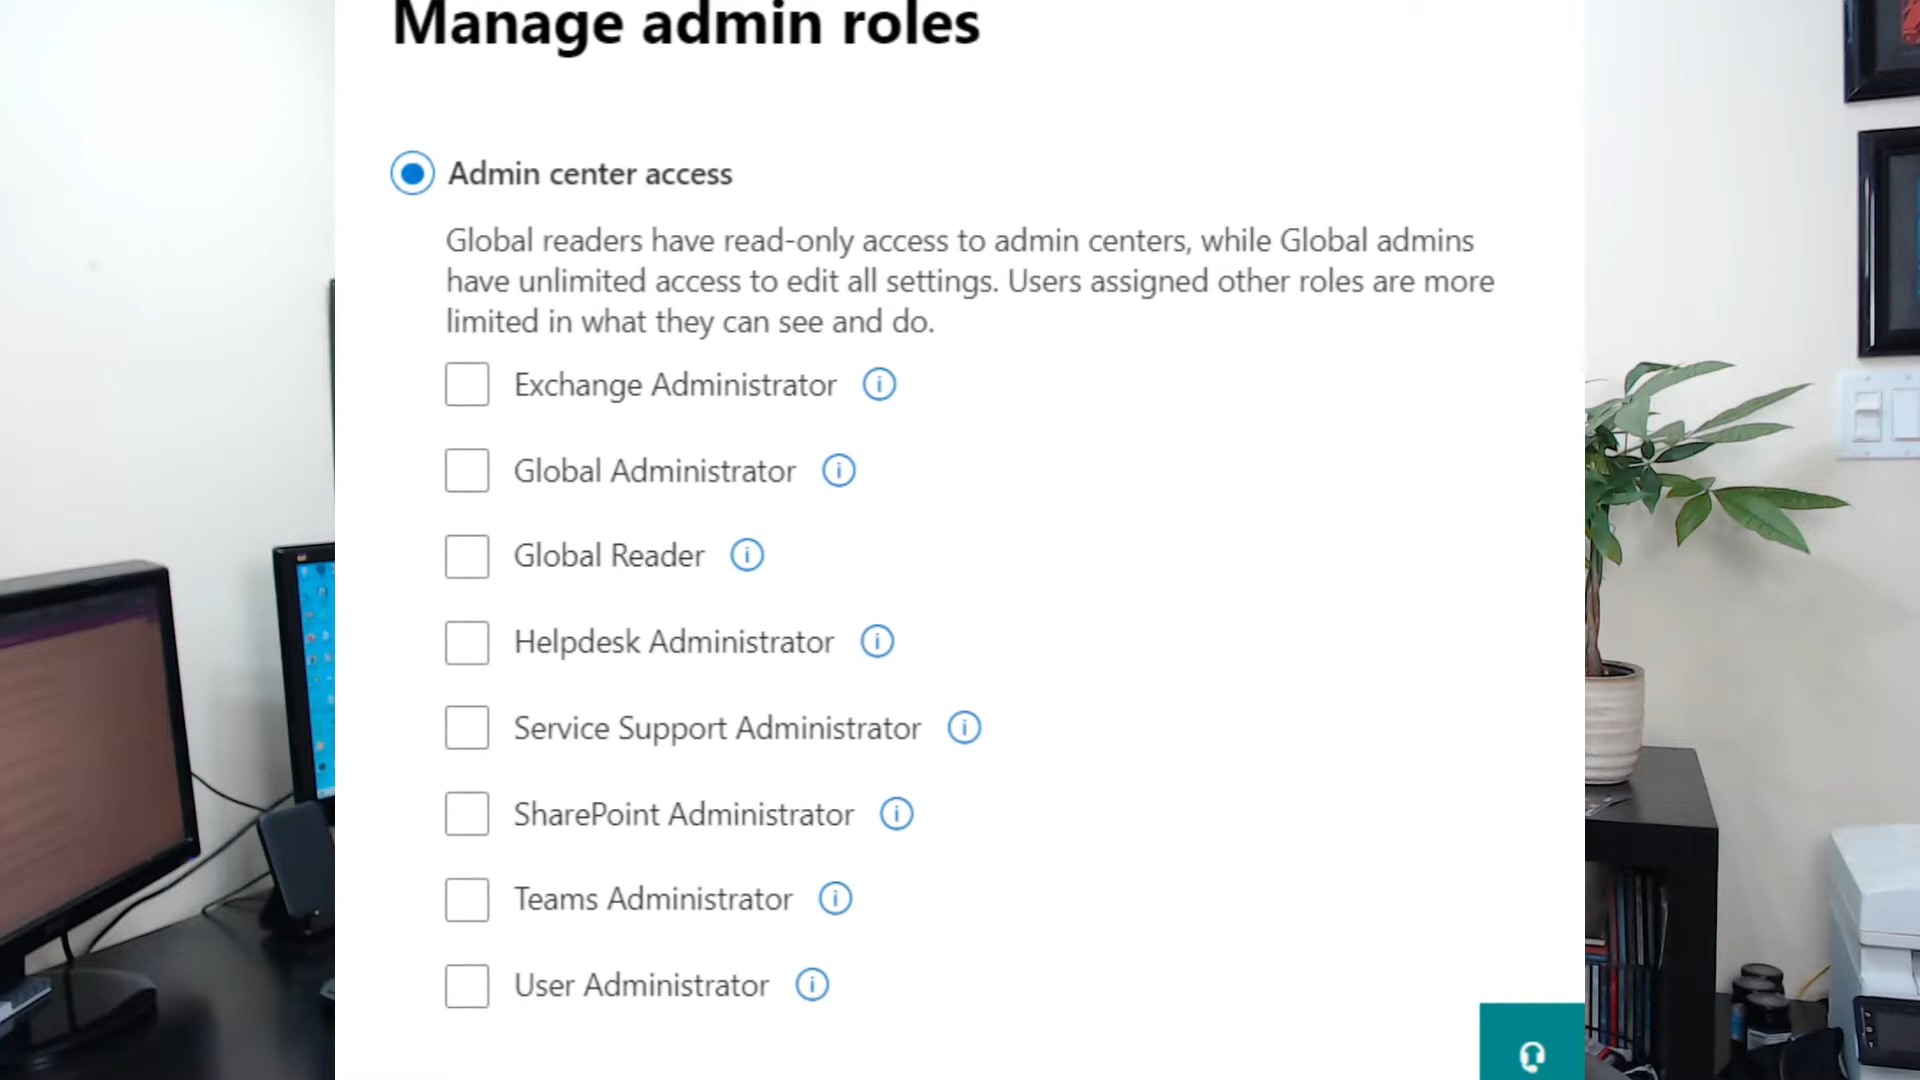 Manage admin roles
Admin center access
Global readers have read-only access to admin centers, while Global admins
have unlimited access to edit all settings. Users assigned other roles are more
limited in what they can see and do.
Exchange Administrator
Global Administrator
Global Reader
Helpdesk Administrator
Service Support Administrator
SharePoint Administrator
Teams Administrator
User Administrator